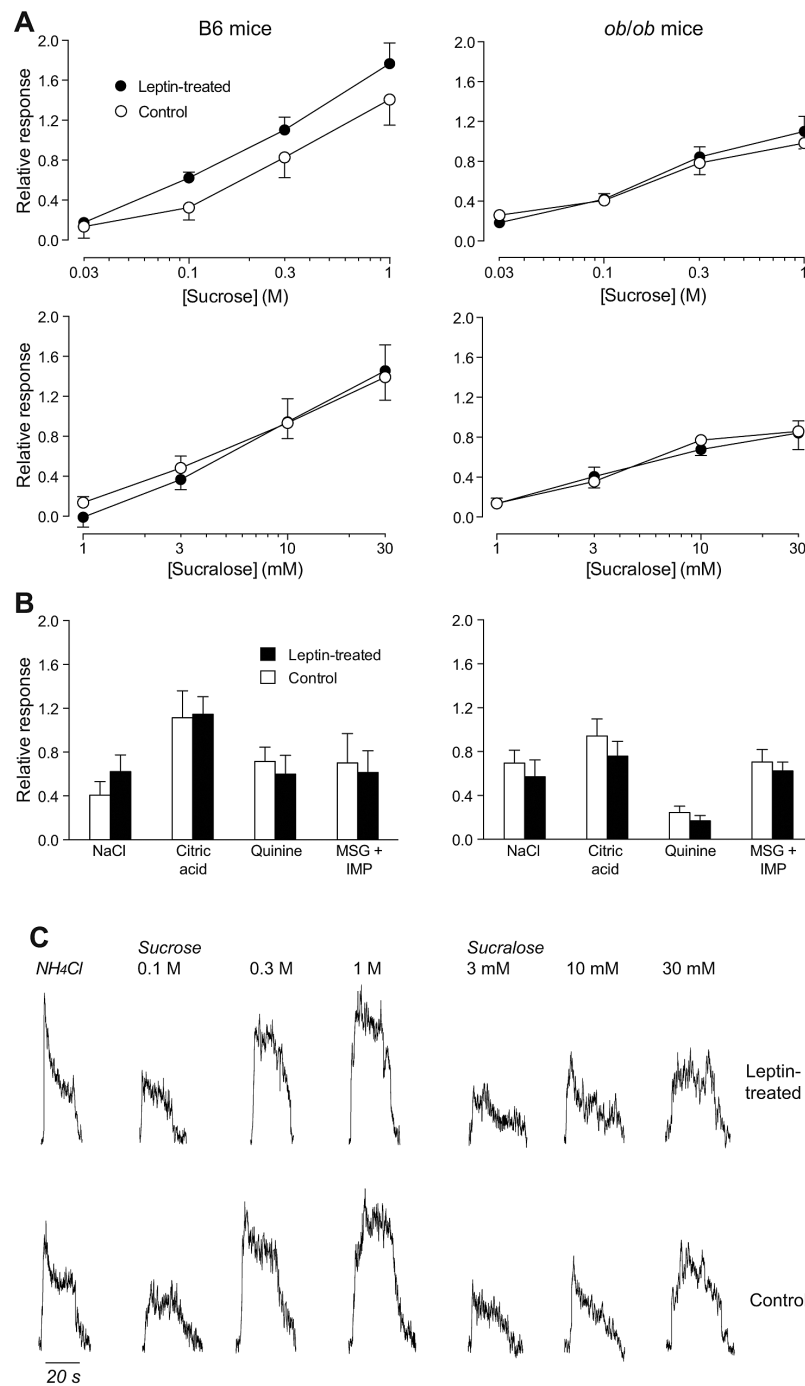 A
B6 mice
ob/ob mice
2.0
1.6
1.2
0.8
0.4
0.0
Relative response
Leptin-treated
Control
0.03
0.1
0.3
1
[Sucrose] (M)
2.0
1.6
1.2
0.8
0.4
0.0
0.03
0.1
0.3
1
[Sucrose] (M)
2.0
1.6
1.2
0.8
0.4
0.0
Relative response
1
3
10
30
[Sucralose] (mM)
2.0
1.6
1.2
0.8
0.4
0.0
1
3
10
30
[Sucralose] (mM)
B
2.0
1.6
1.2
0.8
0.4
0.0
Relative response
Leptin-treated
Control
NaCl
Citric
acid
Quinine
MSG +
IMP
2.0
1.6
1.2
0.8
0.4
0.0
NaCl
Citric
acid
Quinine
MSG +
IMP
C
Sucrose
Sucralose
NH4Cl
0.1 M
0.3 M
1 M
3 mM
10 mM
30 mM
Leptin-
treated
Contro
20 s